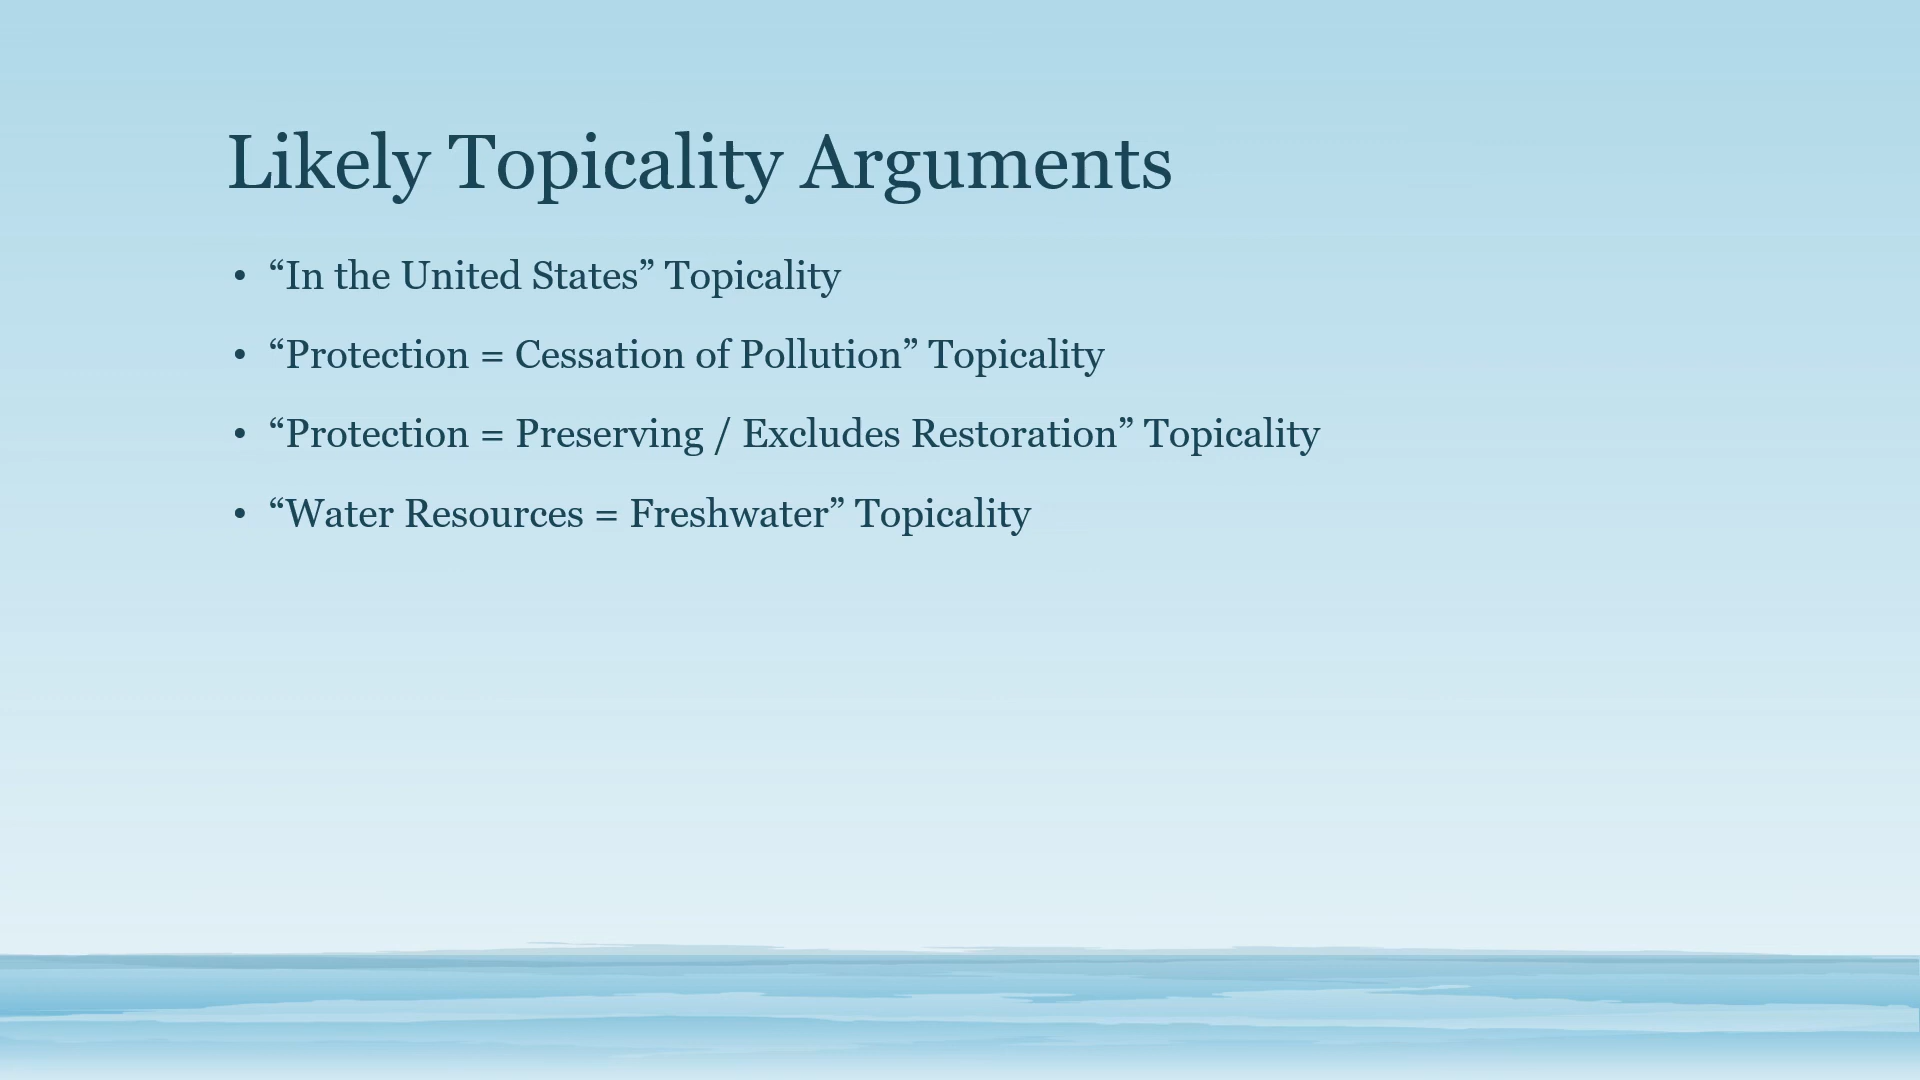 Likely Topicality Arguments
• “In the United States” Topicality
• “Protection = Cessation of Pollution” Topicality
• “Protection = Preserving / Excludes Restoration” Topicality
• “Water Resources = Freshwater” Topicality